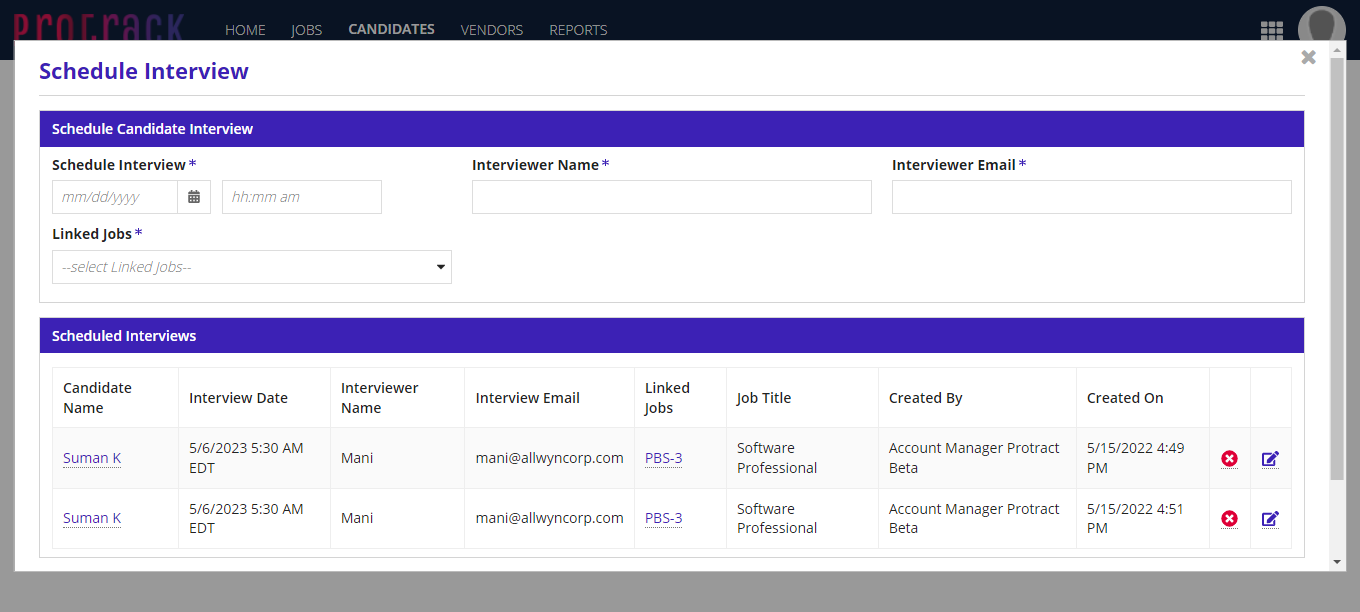 Protrack
HOME JOBS CANDIDATES VENDORS REPORTS
Schedule Interview
Schedule Candidate Interview
Schedule Interview * Interviewer Name * Interviewer Email *
mm/dd/yyyy hh:mm am
Linked Jobs *
--select Linked Jobs--
Scheduled Interviews
Candidate Name Interview Date Interviewer Name Interview Email Linked Jobs Job Title Created By Created On
Suman K 5/6/2023 5:30 AM EDT Mani mani@allwyncorp.com PBS-3 Software Professional Account Manager Protract Beta 5/15/2022 4:49 PM
Suman K 5/6/2023 5:30 AM EDT Mani mani@allwyncorp.com PBS-3 Software Professional Account Manager Protract Beta 5/15/2022 4:51 PM